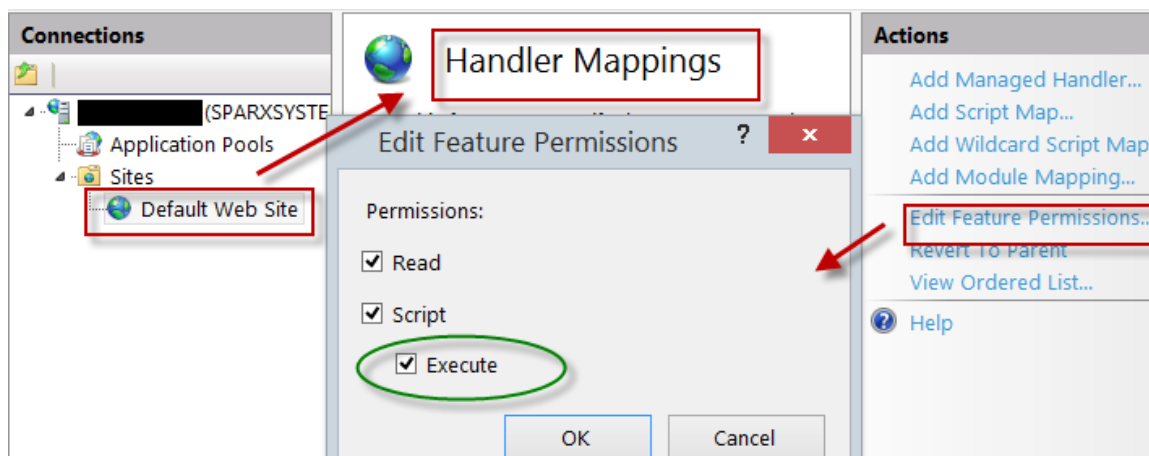 Connections
(SPARXSYSTE
Application Pools
Sites
Default Web Site
Handler Mappings
Edit Feature Permissions ? x
Permissions:
Read
Script
Execute
OK Cancel
Actions
Add Managed Handler...
Add Script Map...
Add Wildcard Script Map
Add Module Mapping...
Edit Feature Permissions..
Revert To Parent
View Ordered List...
Help